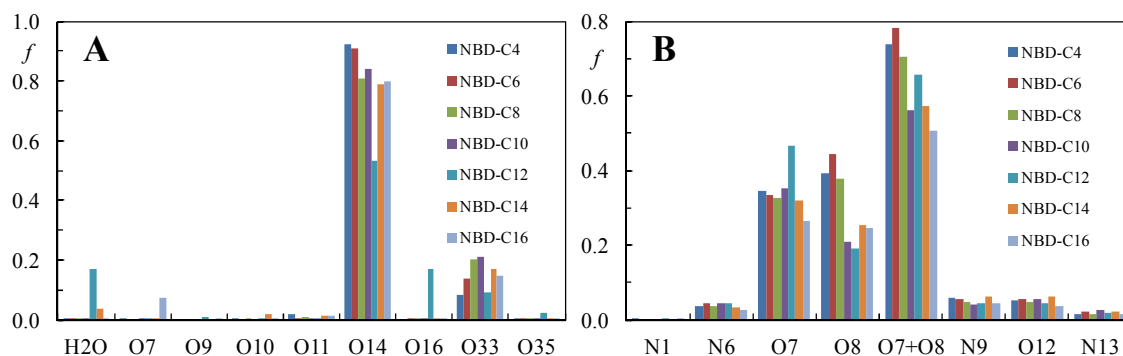 A
f
1.0
0.8
0.6
0.4
0.2
0.0
NBD-C4
NBD-C6
NBD-C8
NBD-C10
NBD-C12
NBD-C14
NBD-C16
H2O O7 O9 O10 O11 O14 O16 O33 O35
B
f
0.8
0.6
0.4
0.2
0.0
NBD-C4
NBD-C6
NBD-C8
NBD-C10
NBD-C12
NBD-C14
NBD-C16
N1 N6 O7 O8 O7+O8 N9 O12 N13